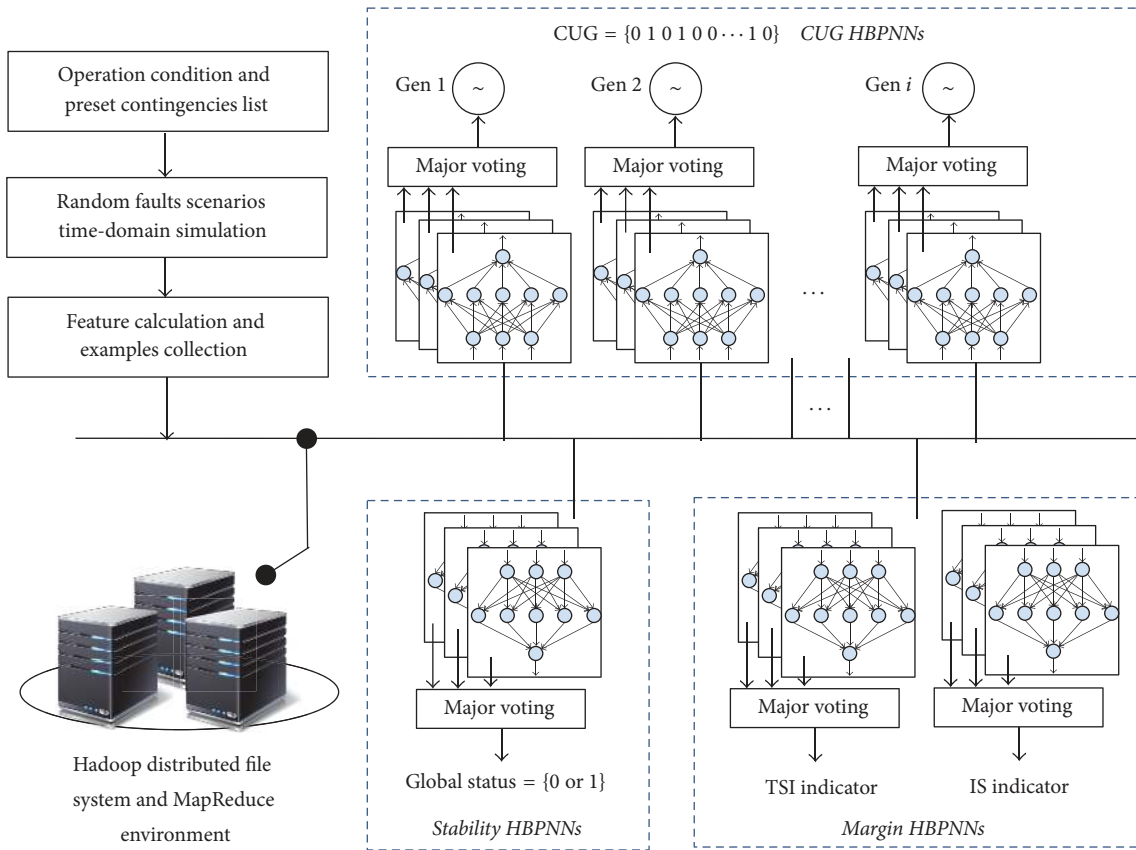 Operation condition and
preset contingencies list
Random faults scenarios
time-domain simulation
Feature calculation and
examples collection
CUG = {0 1 0 1 0 0 ⋯ 1 0} CUG HBPNNs
Gen 1
~
Gen 2
~
Gen i
~
Major voting
Major voting
Major voting
...
...
Hadoop distributed file
system and MapReduce
environment
Major voting
Global status = {0 or 1}
Stability HBPNNs
Major voting
Major voting
TSI indicator
IS indicator
Margin HBPNNs